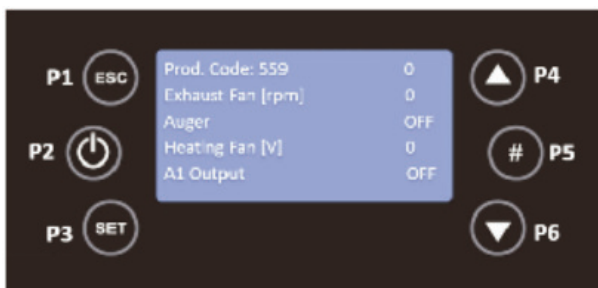 P1 ESC
P2
P3 SET
Prod. Code: 559 0
Exhaust Fan [rpm] 0
Auger OFF
Heating Fan [V] 0
A1 Output OFF
P4
# P5
P6